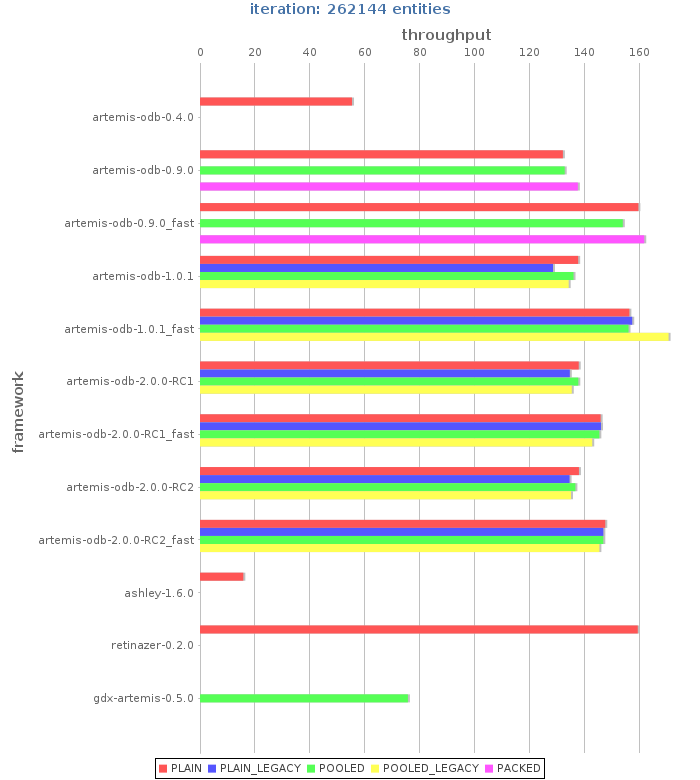 iteration: 262144 entities
throughput
0 20 40 60 80 100 120 140 160
framework
artemis-odb-0.4.0
artemis-odb-0.9.0
artemis-odb-0.9.0_fast
artemis-odb-1.0.1
artemis-odb-1.0.1_fast
artemis-odb-2.0.0-RC1
artemis-odb-2.0.0-RC1_fast
artemis-odb-2.0.0-RC2
artemis-odb-2.0.0-RC2_fast
ashley-1.6.0
retinazer-0.2.0
gdx-artemis-0.5.0
PLAIN PLAIN_LEGACY POOLED POOLED_LEGACY PACKED